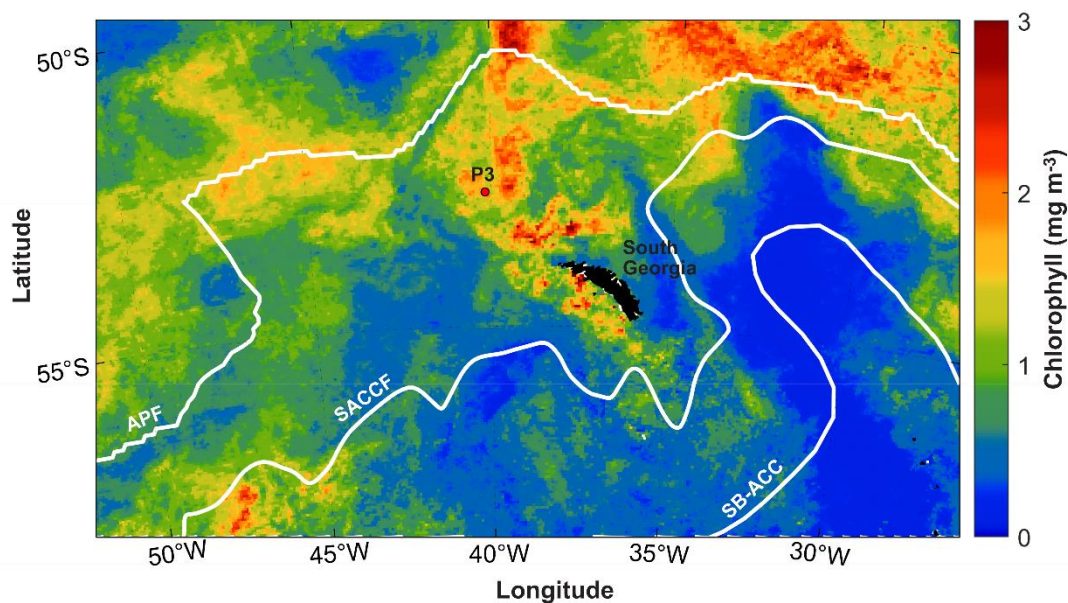 50°S
55°S
Latitude
P3
South
Georgia
APF
SACCF
SB-ACC
50°W
45°W
40°W
35°W
30°W
Longitude
3
2
1
0
Chlorophyll (mg m-3)